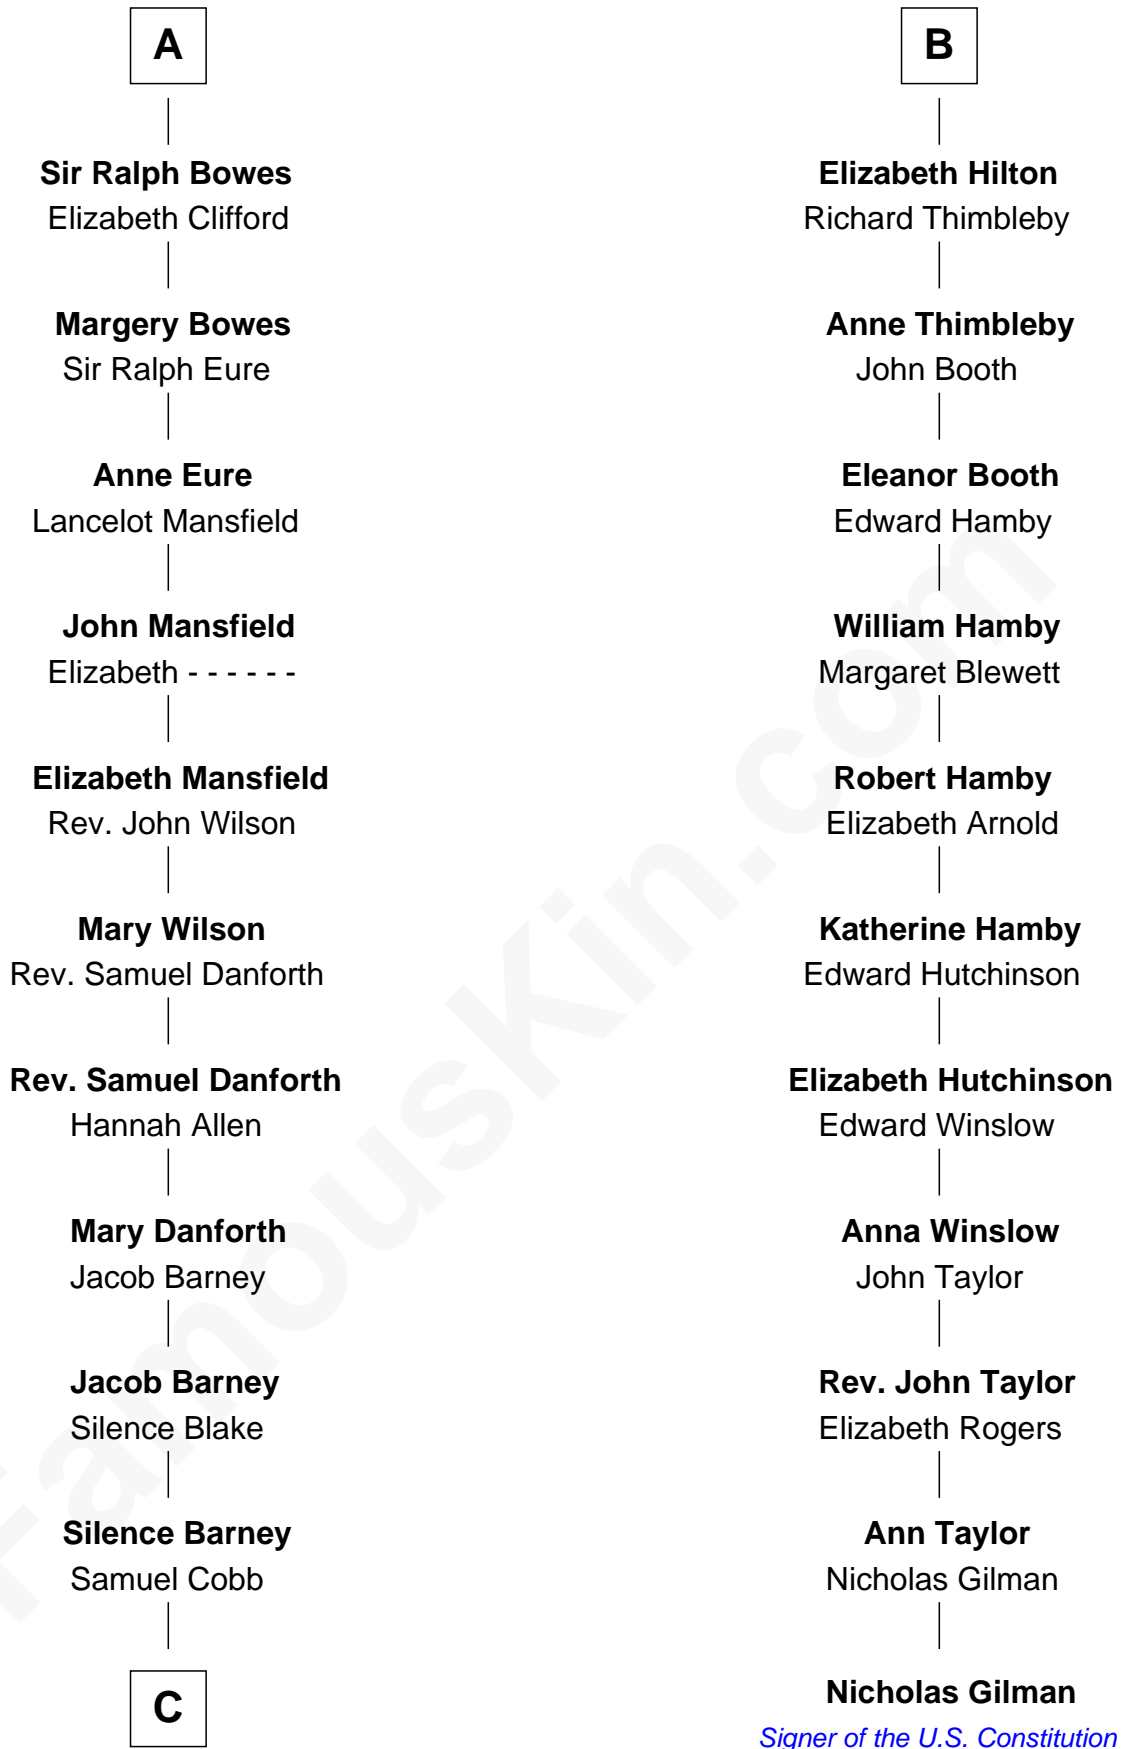 A
Sir Ralph Bowes
Elizabeth Clifford
Margery Bowes
Sir Ralph Eure
Anne Eure
Lancelot Mansfield
John Mansfield
Elizabeth - - - - - -
Elizabeth Mansfield
Rev. John Wilson
Mary Wilson
Rev. Samuel Danforth
Rev. Samuel Danforth
Hannah Allen
Mary Danforth
Jacob Barney
Jacob Barney
Silence Blake
Silence Barney
Samuel Cobb
C
B
Elizabeth Hilton
Richard Thimbleby
Anne Thimbleby
John Booth
Eleanor Booth
Edward Hamby
William Hamby
Margaret Blewett
Robert Hamby
Elizabeth Arnold
Katherine Hamby
Edward Hutchinson
Elizabeth Hutchinson
Edward Winslow
Anna Winslow
John Taylor
Rev. John Taylor
Elizabeth Rogers
Ann Taylor
Nicholas Gilman
Nicholas Gilman
Signer of the U.S. Constitution
FamousKin.com